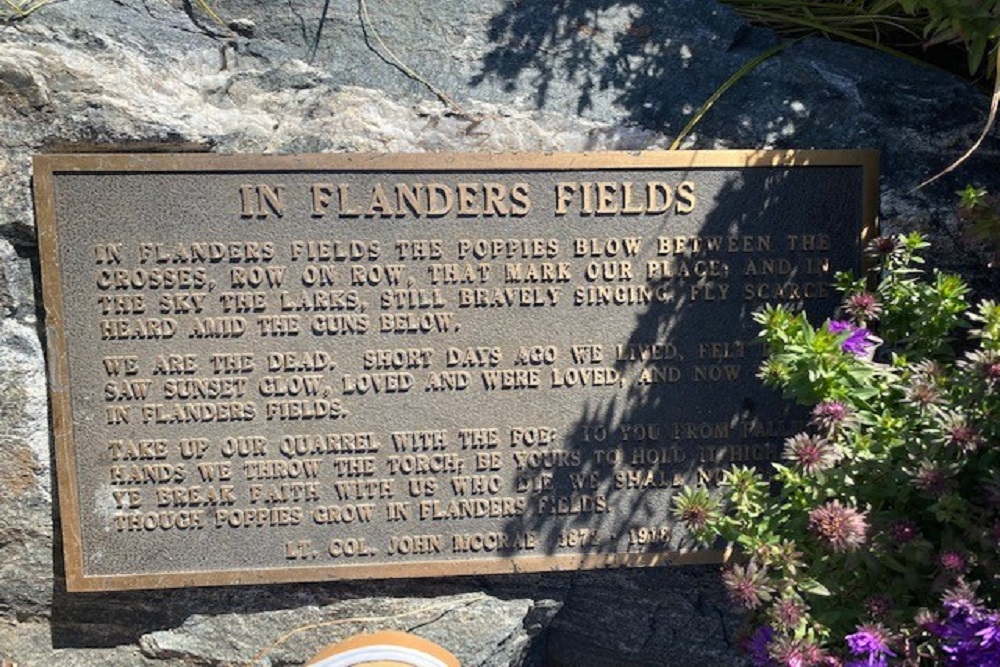 IN FLANDERS FIELDS
IN FLANDERS FIELDS THE POPPIES BLOW BETWEEN THE
CROSSES, ROW ON ROW, THAT MARK OUR PLACE; AND IN
THE SKY THE LARKS, STILL BRAVELY SINGING, FLY SCARCE
HEARD AMID THE GUNS BELOW.
WE ARE THE DEAD. SHORT DAYS AGO WE LIVED, FELT
SAW SUNSET GLOW, LOVED AND WERE LOVED, AND NOW
IN FLANDERS FIELDS.
TAKE UP OUR QUARREL WITH THE FOE: TO YOU FROM
HANDS WE THROW THE TORCH; BE YOURS TO HOLD IT HIGH
YE BREAK FAITH WITH US WHO DIE WE SHALL
THOUGH POPPIES GROW IN FLANDERS FIELDS.
LT. COL. JOHN MCCRAE 1872 - 1918